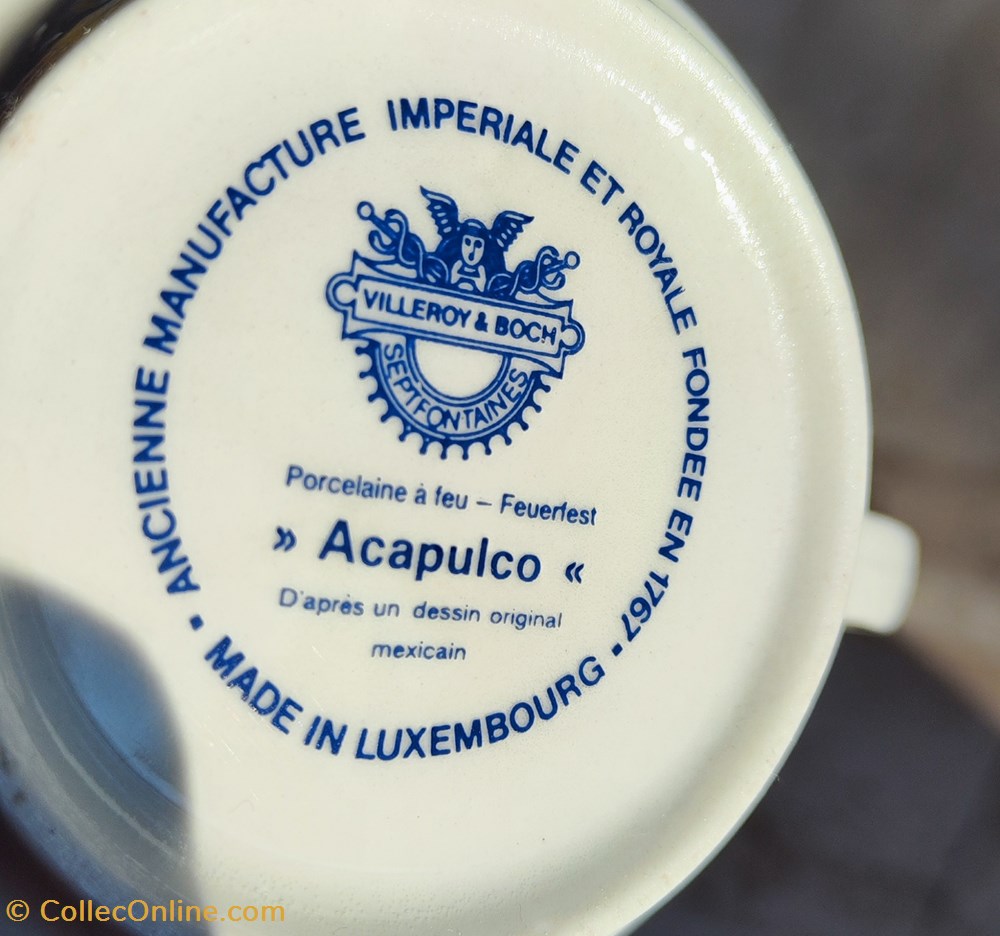 ANCIENNE MANUFACTURE IMPERIALE ET ROYALE FONDEE EN 1767 •
VILLEROY & BOCH
SEPTFONTAINES
Porcelaine à feu – Feuerfest
» Acapulco «
D'après un dessin original
mexicain
• MADE IN LUXEMBOURG
© CollecOnline.com